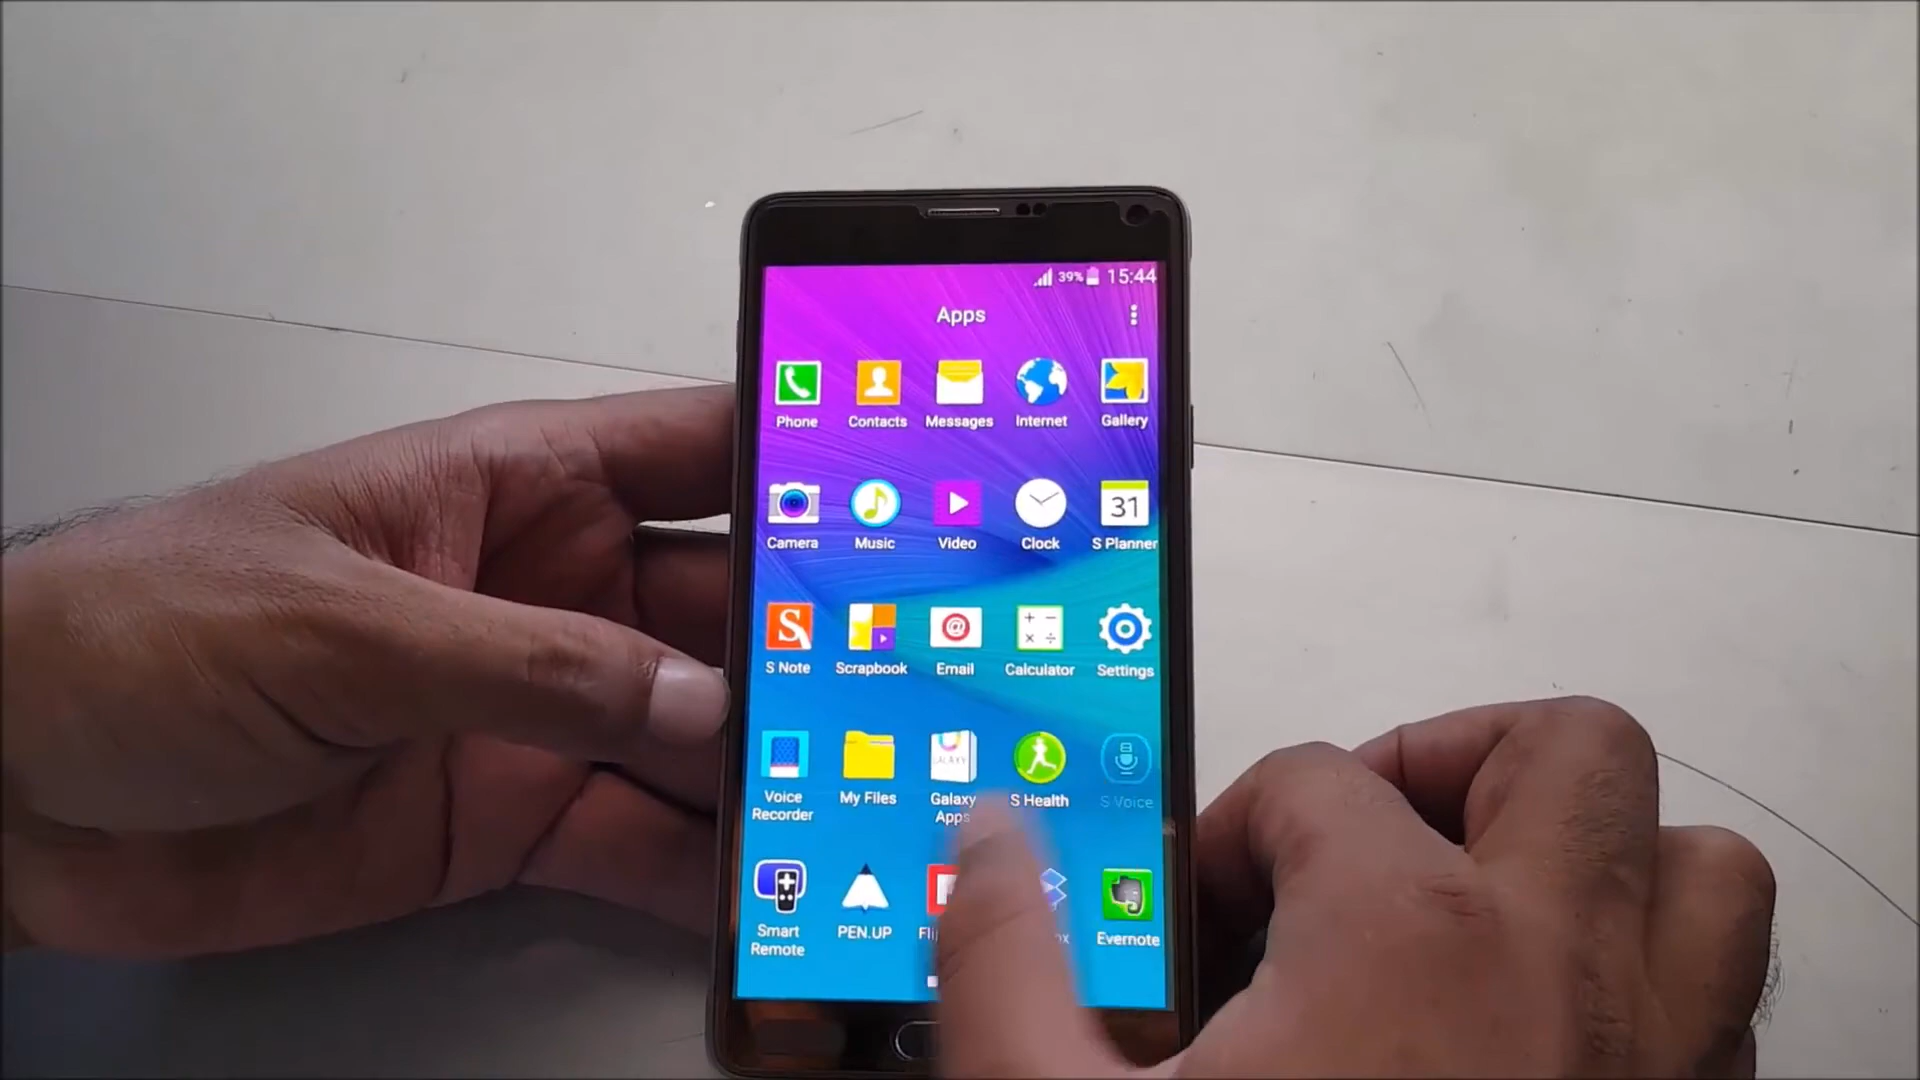 39% 15:44
Apps
Phone Contacts Messages Internet Gallery
31
Camera Music Video Clock S Planner
S Note Scrapbook Email Calculator Settings
GALAXY
Voice Recorder My Files Galaxy Apps S Health S Voice
Smart Remote PEN.UP Evernote